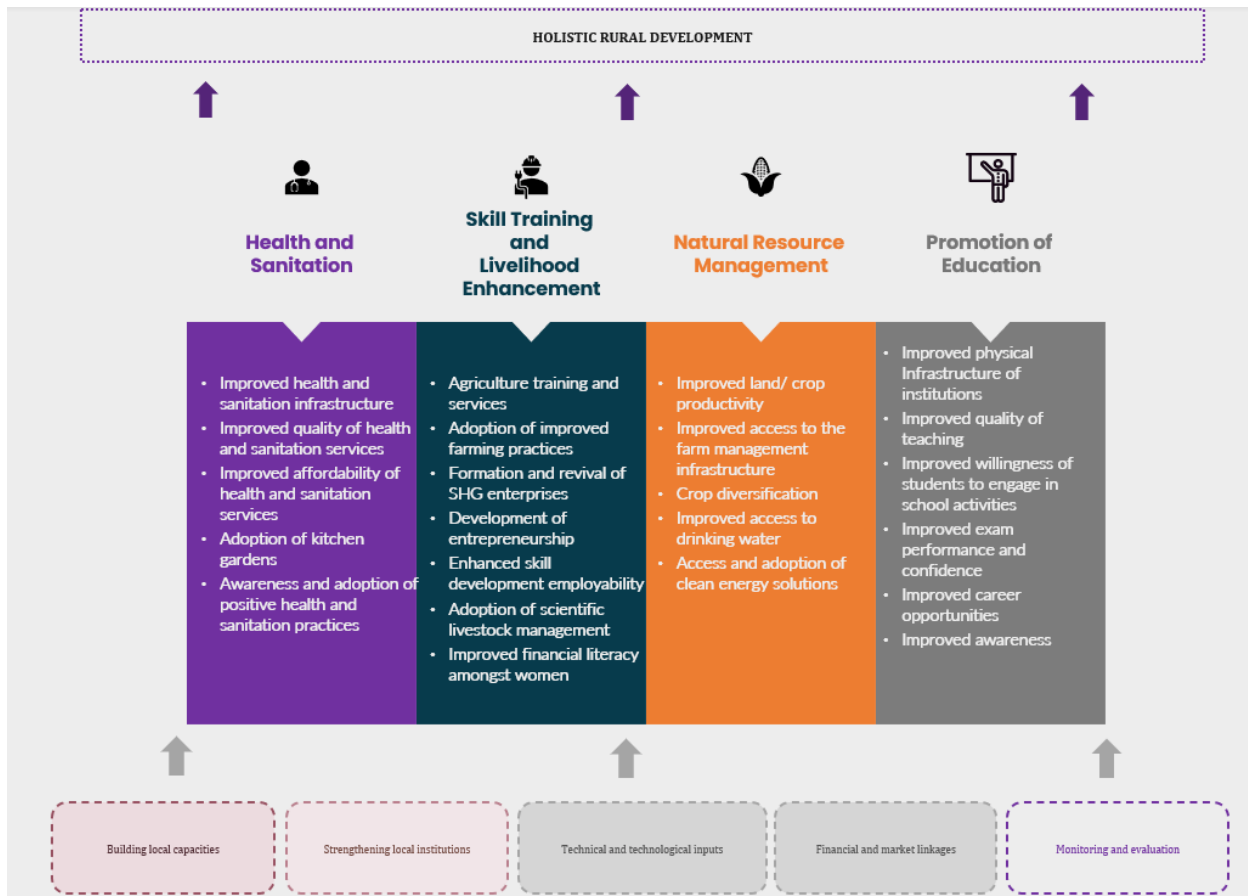 HOLISTIC RURAL DEVELOPMENT
Health and
Sanitation
• Improved health and
sanitation infrastructure
• Improved quality of health
and sanitation services
• Improved affordability of
health and sanitation
services
• Adoption of kitchen
gardens
• Awareness and adoption of
positive health and
sanitation practices
Skill Training
and
Livelihood
Enhancement
• Agriculture training and
services
• Adoption of improved
farming practices
• Formation and revival of
SHG enterprises
• Development of
entrepreneurship
• Enhanced skill
development employability
• Adoption of scientific
livestock management
• Improved financial literacy
amongst women
Natural Resource
Management
• Improved land/ crop
productivity
• Improved access to the
farm management
infrastructure
• Crop diversification
• Improved access to
drinking water
• Access and adoption of
clean energy solutions
Promotion of
Education
• Improved physical
Infrastructure of
institutions
• Improved quality of
teaching
• Improved willingness of
students to engage in
school activities
• Improved exam
performance and
confidence
• Improved career
opportunities
• Improved awareness
Building local capacities
Strengthening local institutions
Technical and technological inputs
Financial and market linkages
Monitoring and evaluation